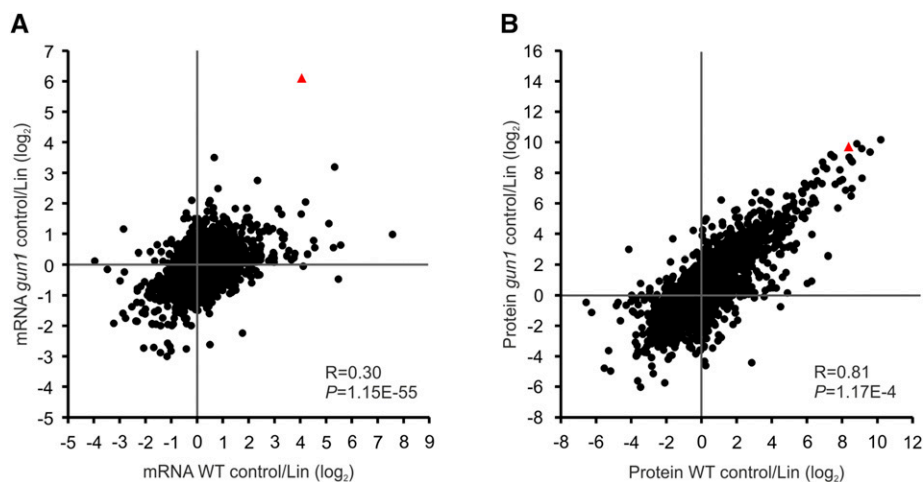 A
mRNA gun1 control/Lin (log2)
7
6
5
4
3
2
1
0
-1
-2
-3
-4
-5
-5 -4 -3 -2 -1 0 1 2 3 4 5 6 7 8 9
mRNA WT control/Lin (log2)
R=0.30
P=1.15E-55
B
Protein gun1 control/Lin (log2)
16
14
12
10
8
6
4
2
0
-2
-4
-6
-8
-8 -6 -4 -2 0 2 4 6 8 10 12
Protein WT control/Lin (log2)
R=0.81
P=1.17E-4